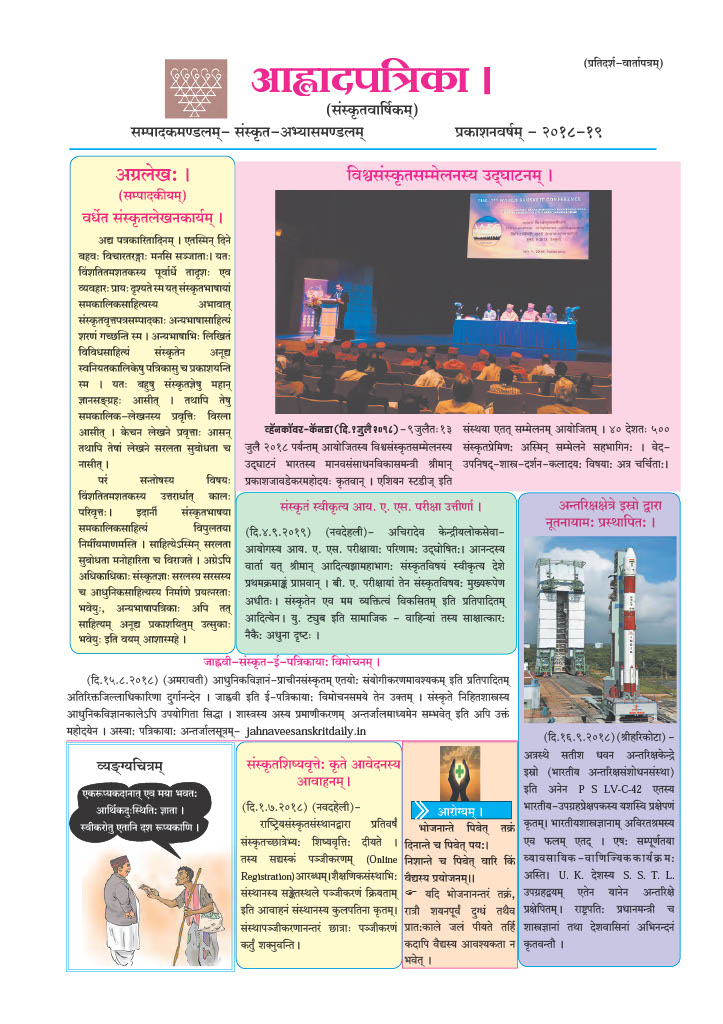 (प्रतिदर्श-वार्तापत्रम्)
आह्लादपत्रिका ।
(संस्कृतवार्षिकम्)
सम्पादकमण्डलम्- संस्कृत-अभ्यासमण्डलम्
प्रकाशनवर्षम् - २०१८-१९
अग्रलेखः ।
(सम्पादकीयम्)
वर्धेत संस्कृतलेखनकार्यम् ।
अद्य पत्रकारितादिनम् । एतस्मिन् दिने
बहवः विचारतरङ्गाः मनसि सञ्जाताः। यतः
विंशतितमशतकस्य पूर्वार्धे तादृशः एव
व्यवहारः प्रायः दृश्यते स्म यत् संस्कृतभाषायां
समकालिकसाहित्यस्य अभावात्
संस्कृतवृत्तपत्रसम्पादकाः अन्यभाषासाहित्यं
शरणं गच्छन्ति स्म । अन्यभाषाभिः लिखितं
विविधसाहित्यं संस्कृतेन अनूद्य
स्वनियतकालिकेषु पत्रिकासु च प्रकाशयन्ति
स्म । यतः बहुषु संस्कृतज्ञेषु महान्
ज्ञानसङ्ग्रहः आसीत् । तथापि तेषु
समकालिक-लेखनस्य प्रवृत्तिः विरला
आसीत् । केचन लेखने प्रवृत्ताः आसन्
तथापि तेषां लेखने सरलता सुबोधता च
नासीत् ।
परं सन्तोषस्य विषयः
विंशतितमशतकस्य उत्तरार्धात् कालः
परिवृत्तः। इदानीं संस्कृतभाषया
समकालिकसाहित्यं विपुलतया
निर्मीयमाणमस्ति । साहित्येऽस्मिन् सरलता
सुबोधता मनोहारिता च विराजते । अग्रेऽपि
अधिकाधिकाः संस्कृतज्ञाः सरलस्य सरसस्य
च आधुनिकसाहित्यस्य निर्माणे प्रयत्नरताः
भवेयुः, अन्यभाषापत्रिकाः अपि तत्
साहित्यम् अनूद्य प्रकाशयितुम् उत्सुकाः
भवेयुः इति वयम् आशास्महे ।
विश्वसंस्कृतसम्मेलनस्य उद्घाटनम् ।
व्हॅनकॉवर-कॅनडा (दि.९जुलै २०१८) - ९जुलैतः १३
जुलै २०१८ पर्यन्तम् आयोजितस्य विश्वसंस्कृतसम्मेलनस्य
उद्घाटनं भारतस्य मानवसंसाधनविकासमन्त्री श्रीमान्
प्रकाशजावडेकरमहोदयः कृतवान् । एशियन स्टडीज् इति
संस्थया एतत् सम्मेलनम् आयोजितम् । ४० देशतः ५००
संस्कृतप्रेमिणः अस्मिन् सम्मेलने सहभागिनः । वेद-
उपनिषद्-शास्त्र-दर्शन-कलादयः विषयाः अत्र चर्चिताः।
संस्कृतं स्वीकृत्य आय. ए. एस. परीक्षा उत्तीर्णा ।
(दि.४.९.२०१९) (नवदेहली)- अचिरादेव केन्द्रीयलोकसेवा-
आयोगस्य आय. ए. एस. परीक्षायाः परिणामः उद्घोषितः। आनन्दस्य
वार्ता यत् श्रीमान् आदित्यझामहाभागः संस्कृतविषयं स्वीकृत्य देशे
प्रथमक्रमाङ्कं प्राप्तवान् । बी. ए. परीक्षायां तेन संस्कृतविषयः मुख्यरूपेण
अधीतः। संस्कृतेन एव मम व्यक्तित्वं विकसितम् इति प्रतिपादितम्
आदित्येन। यु. ट्युब इति सामाजिक - वाहिन्यां तस्य साक्षात्कारः
नैकैः अधुना दृष्टः ।
अन्तरिक्षक्षेत्रे इस्रो द्वारा
नूतनायामः प्रस्थापितः ।
(दि.१६.९.२०१८) (श्रीहरिकोटा) -
अत्रस्थे सतीश धवन अन्तरिक्षकेन्द्रे
इस्रो (भारतीय अन्तरिक्षसंशोधनसंस्था)
इति अनेन P S LV-C-42 एतस्य
भारतीय-उपग्रहप्रक्षेपकस्य यशस्वि प्रक्षेपणं
कृतम्। भारतीयशास्त्रज्ञानाम् अविरतश्रमस्य
एव फलम् एतद् । एषः सम्पूर्णतया
व्यावसायिक-वाणिज्यिककार्यक्रमः
अस्ति। U. K. देशस्य S. S. T. L.
उपग्रहद्वयम् एतेन यानेन अन्तरिक्षे
प्रक्षेपितम्। राष्ट्रपतिः प्रधानमन्त्री च
शास्त्रज्ञानां तथा देशवासिनां अभिनन्दनं
कृतवन्तौ ।
जाह्नवी-संस्कृत-ई-पत्रिकायाः विमोचनम् ।
(दि.१५.८.२०१८) (अमरावती) आधुनिकविज्ञानं-प्राचीनसंस्कृतम् एतयोः संयोगीकरणमावश्यकम् इति प्रतिपादितम्
अतिरिक्तजिल्लाधिकारिणा दुर्गानन्देन । जाह्नवी इति ई-पत्रिकायाः विमोचनसमये तेन उक्तम् । संस्कृते निहितशास्त्रस्य
आधुनिकविज्ञानकालेऽपि उपयोगिता सिद्धा । शास्त्रस्य अस्य प्रमाणीकरणम् अन्तर्जालमाध्यमेन सम्भवेत् इति अपि उक्तं
महोदयेन । अस्याः पत्रिकायाः अन्तर्जालसूत्रम्- jahnaveesanskritdaily.in
व्यङ्ग्यचित्रम्
एकरूप्यकदानात् एव मया भवतः
आर्थिकदुःस्थितिः ज्ञाता ।
स्वीकरोतु एतानि दश रूप्यकाणि ।
संस्कृतशिष्यवृत्तेः कृते आवेदनस्य
आवाहनम् ।
(दि.१.७.२०१८) (नवदेहली)-
राष्ट्रियसंस्कृतसंस्थानद्वारा प्रतिवर्षं
संस्कृतच्छात्रेभ्यः शिष्यवृत्तिः दीयते ।
तस्य सद्यस्कं पञ्जीकरणम् (Online
Registration) आरब्धम्। शैक्षणिकसंस्थाभिः
संस्थानस्य सङ्केतस्थले पञ्जीकरणं क्रियताम्
इति आवाहनं संस्थानस्य कुलपतिना कृतम्।
संस्थापञ्जीकरणानन्तरं छात्राः पञ्जीकरणं
कर्तुं शक्नुवन्ति ।
आरोग्यम् ।
भोजनान्ते पिबेत् तक्रं
दिनान्ते च पिबेत् पयः।
निशान्ते च पिबेत् वारि किं
वैद्यस्य प्रयोजनम्॥
☞ यदि भोजनानन्तरं तक्रं,
रात्रौ शयनपूर्वं दुग्धं तथैव
प्रातःकाले जलं पीयते तर्हि
कदापि वैद्यस्य आवश्यकता न
भवेत् ।